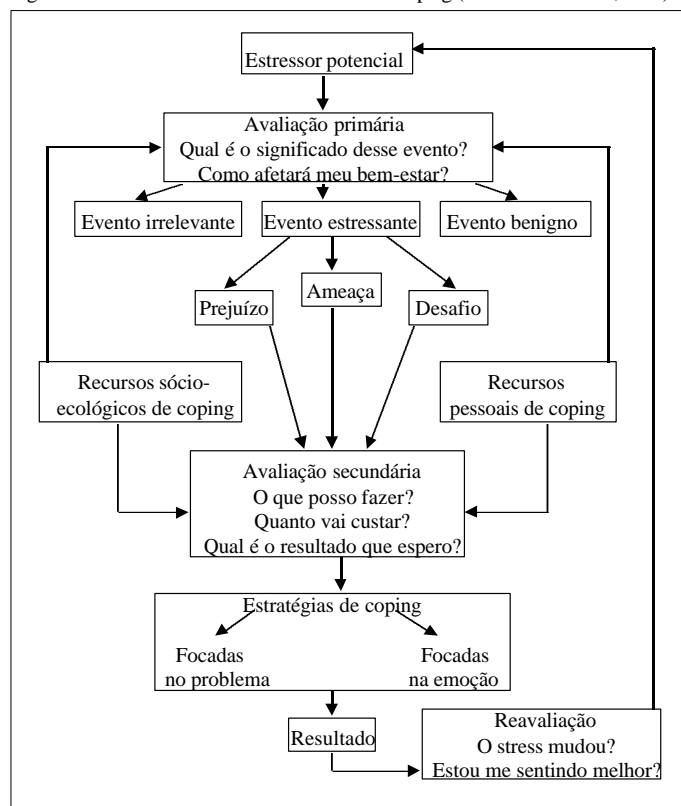 Estressor potencial
Avaliação primária
Qual é o significado desse evento?
Como afetará meu bem-estar?
Evento irrelevante
Evento estressante
Evento benigno
Prejuízo
Ameaça
Desafio
Recursos sócio-
ecológicos de coping
Recursos
pessoais de coping
Avaliação secundária
O que posso fazer?
Quanto vai custar?
Qual é o resultado que espero?
Estratégias de coping
Focadas
no problema
Focadas
na emoção
Resultado
Reavaliação
O stress mudou?
Estou me sentindo melhor?